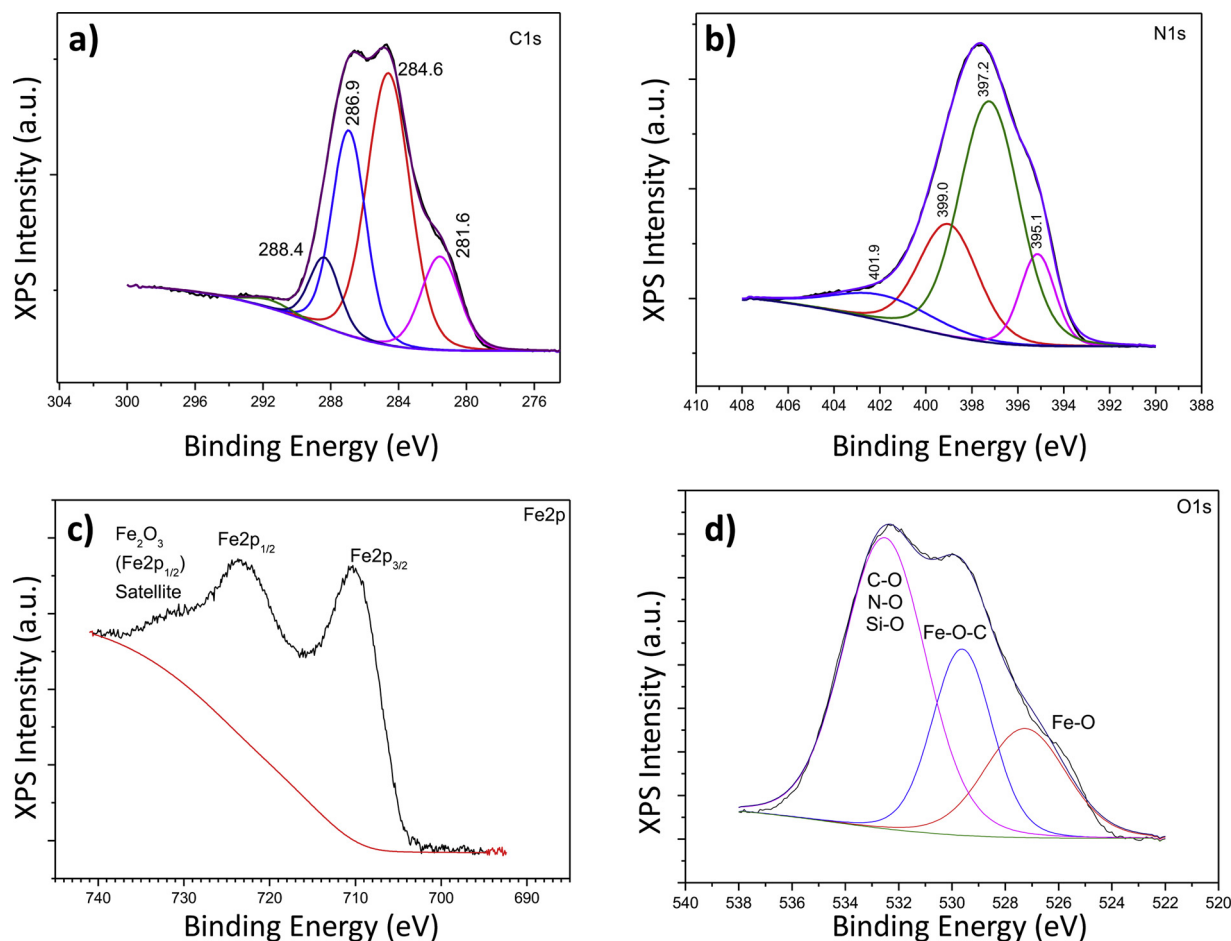 a)
C1s
XPS Intensity (a.u.)
288.4
286.9
284.6
281.6
304 300 296 292 288 284 280 276
Binding Energy (eV)
b)
N1s
XPS Intensity (a.u.)
401.9
399.0
397.2
395.1
410 408 406 404 402 400 398 396 394 392 390 388
Binding Energy (eV)
c)
Fe2p
XPS Intensity (a.u.)
Fe₂O₃
(Fe2p₁/₂)
Satellite
Fe2p₁/₂
Fe2p₃/₂
740 730 720 710 700 690
Binding Energy (eV)
d)
O1s
XPS Intensity (a.u.)
C-O
N-O
Si-O
Fe-O-C
Fe-O
540 538 536 534 532 530 528 526 524 522 520
Binding Energy (eV)